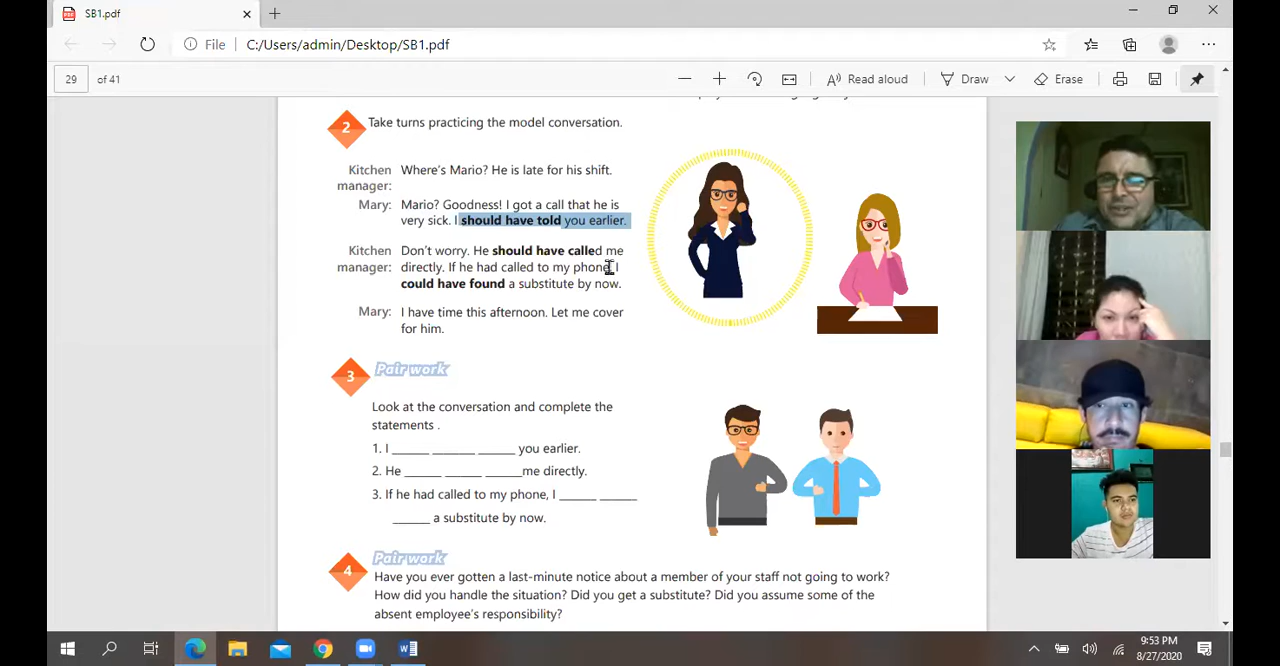 SB1.pdf
File C:/Users/admin/Desktop/SB1.pdf
29 of 41 Read aloud Draw Erase
2 Take turns practicing the model conversation.
Kitchen manager: Where's Mario? He is late for his shift.
Mary: Mario? Goodness! I got a call that he is
very sick. I should have told you earlier.
Kitchen manager: Don't worry. He should have called me
directly. If he had called to my phone, I
could have found a substitute by now.
Mary: I have time this afternoon. Let me cover
for him.
3 Pair work
Look at the conversation and complete the
statements .
1. I ______ _______ ______ you earlier.
2. He ______ ______ ______me directly.
3. If he had called to my phone, I ______ ______
______ a substitute by now.
4 Pair work
Have you ever gotten a last-minute notice about a member of your staff not going to work?
How did you handle the situation? Did you get a substitute? Did you assume some of the
absent employee's responsibility?
9:53 PM
8/27/2020